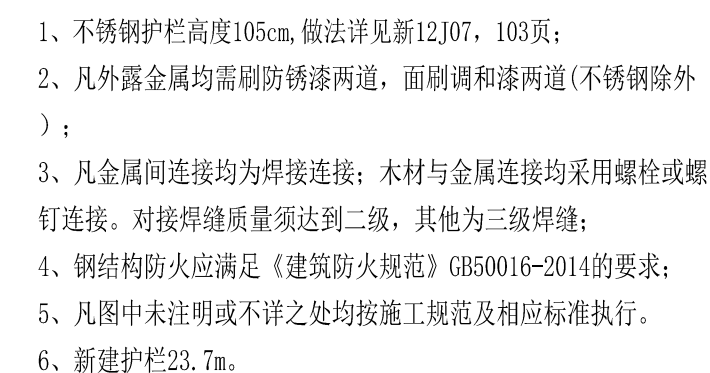 1、不锈钢护栏高度105cm,做法详见新12J07，103页；
2、凡外露金属均需刷防锈漆两道，面刷调和漆两道(不锈钢除外
）；
3、凡金属间连接均为焊接连接；木材与金属连接均采用螺栓或螺
钉连接。对接焊缝质量须达到二级，其他为三级焊缝；
4、钢结构防火应满足《建筑防火规范》GB50016-2014的要求；
5、凡图中未注明或不详之处均按施工规范及相应标准执行。
6、新建护栏23.7m。